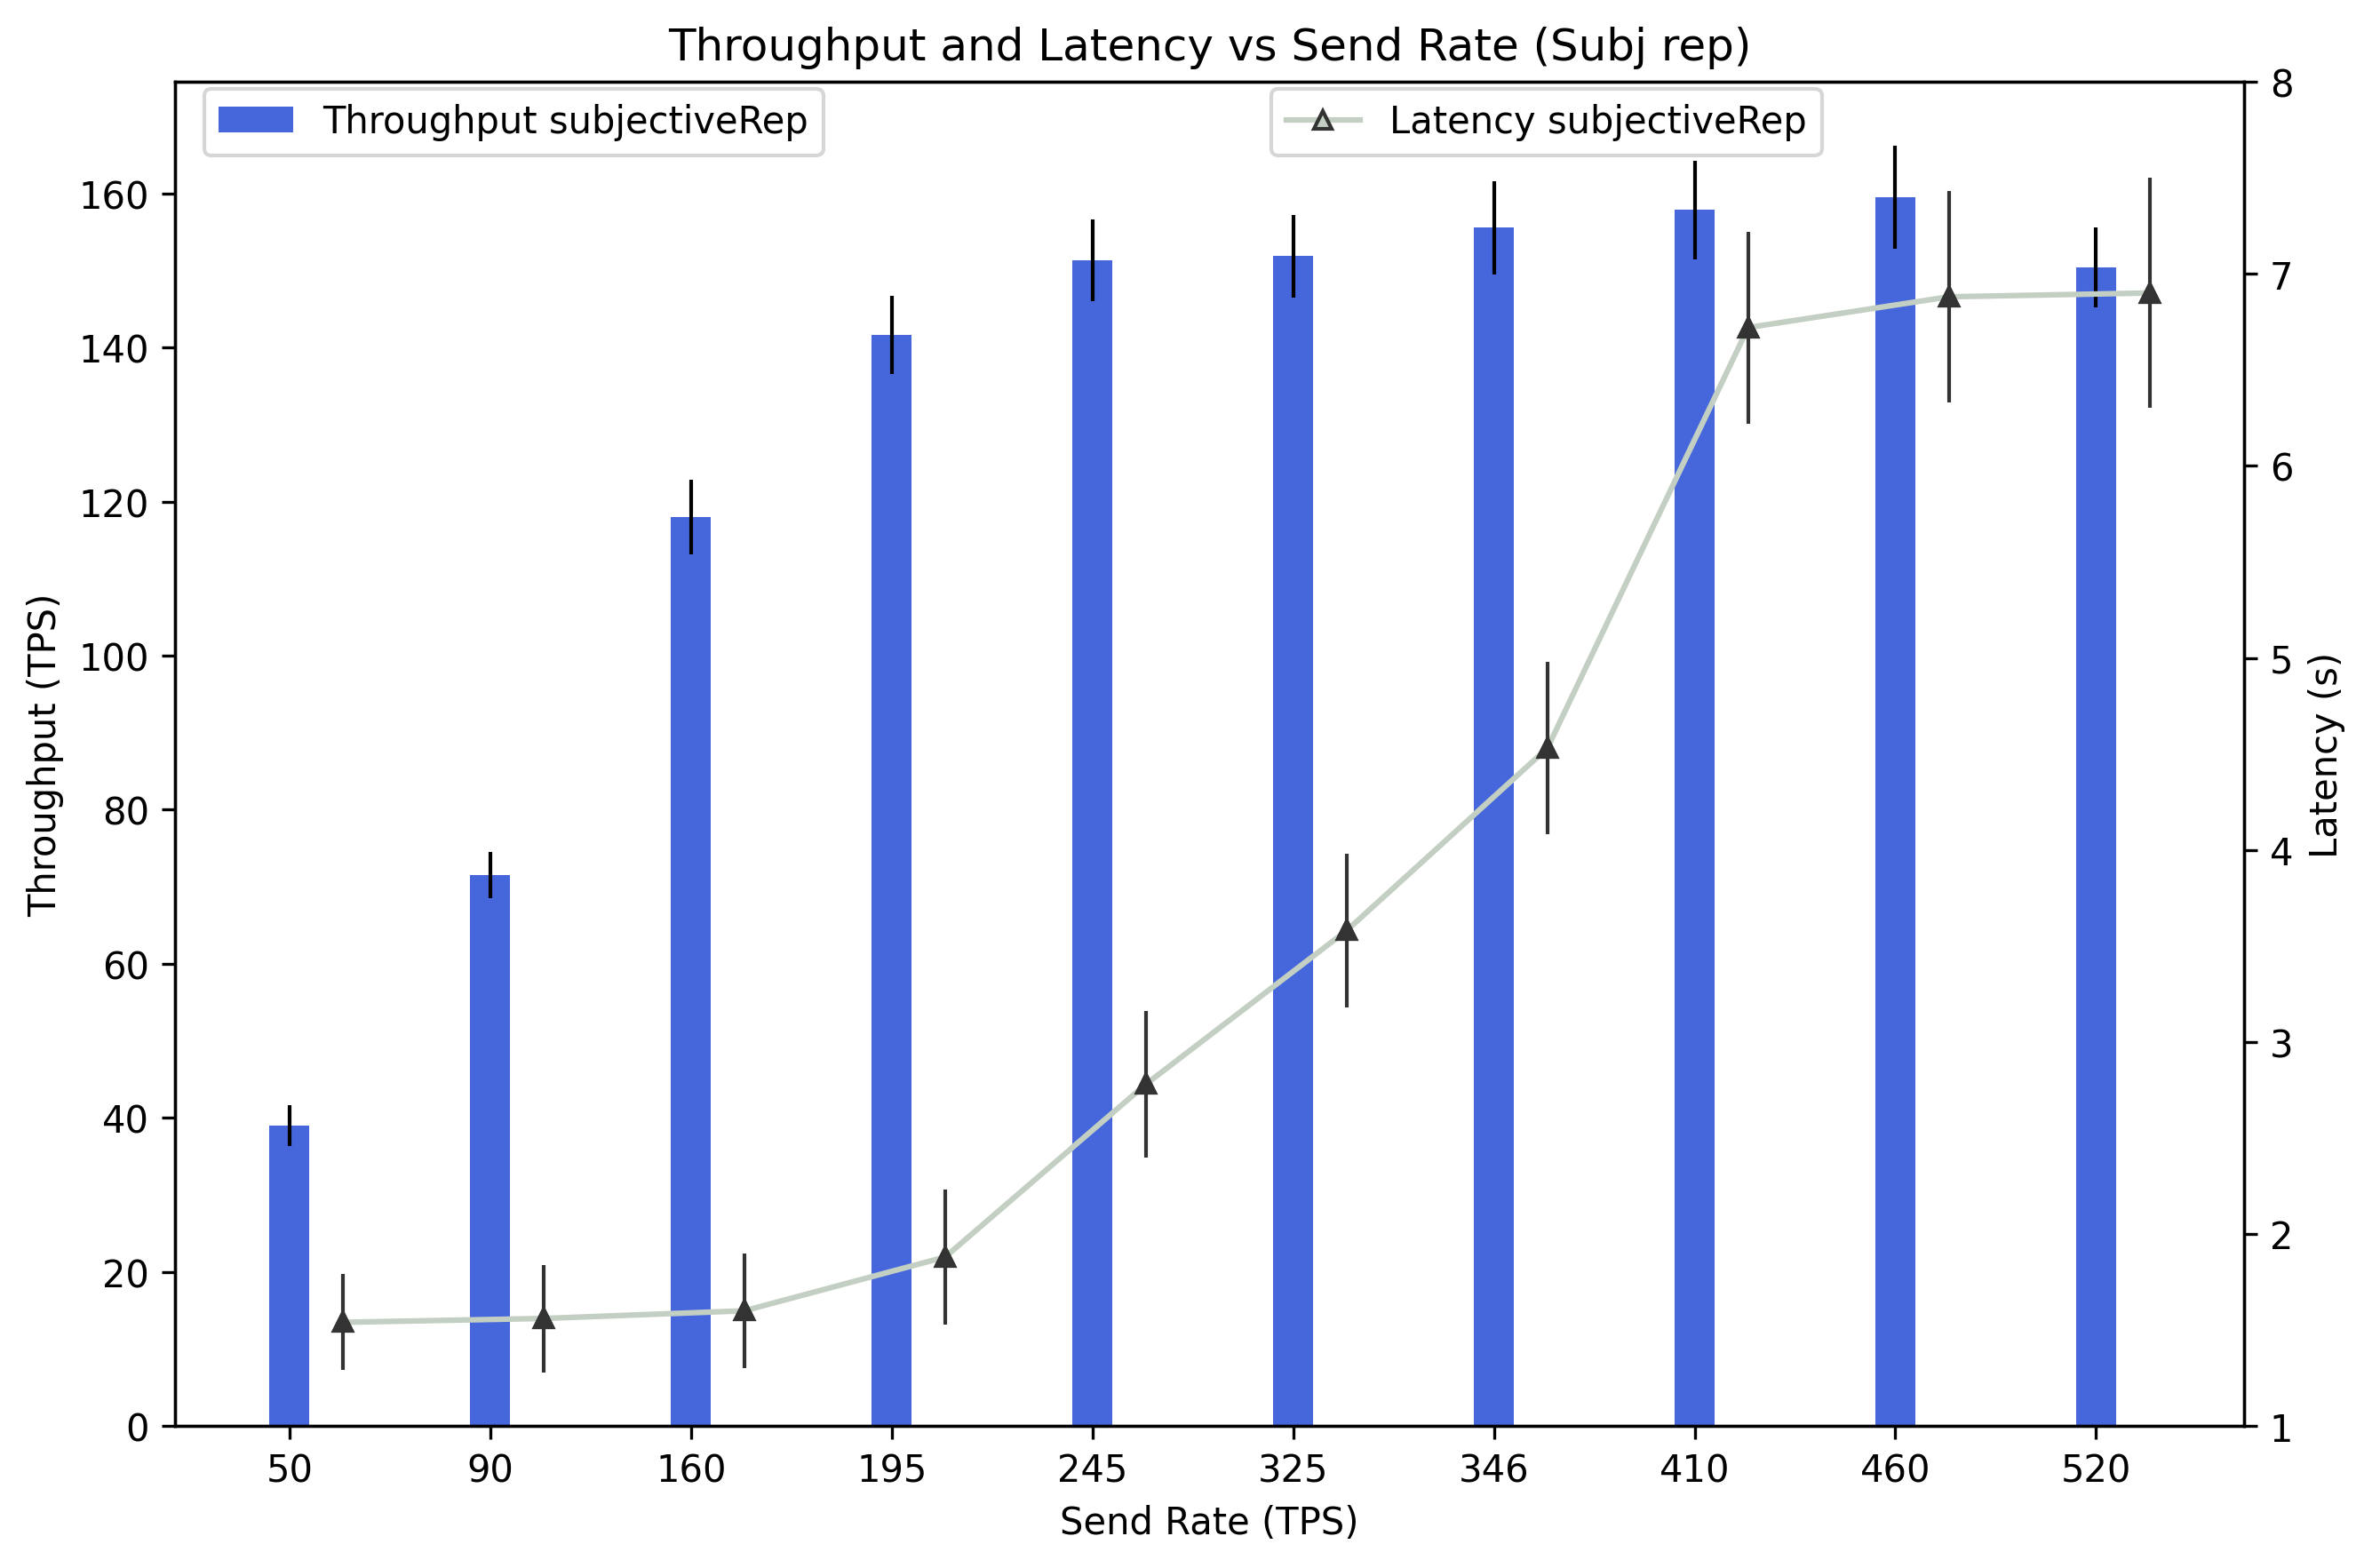 Throughput and Latency vs Send Rate (Subj rep)
Throughput subjectiveRep
Latency subjectiveRep
Throughput (TPS)
160
140
120
100
80
60
40
20
0
8
7
6
5
4
3
2
1
Latency (s)
50 90 160 195 245 325 346 410 460 520
Send Rate (TPS)